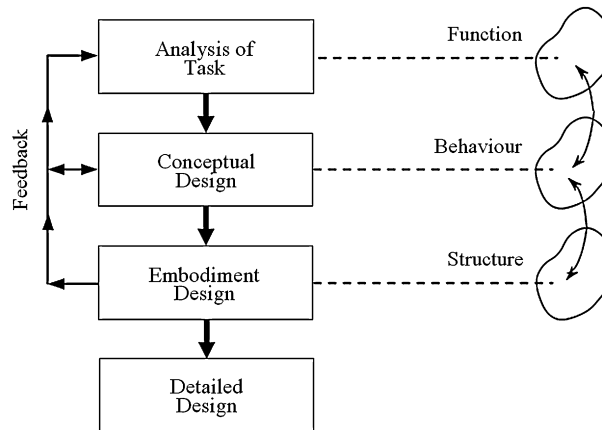 Analysis of
Task
Function
Feedback
Conceptual
Design
Behaviour
Embodiment
Design
Structure
Detailed
Design